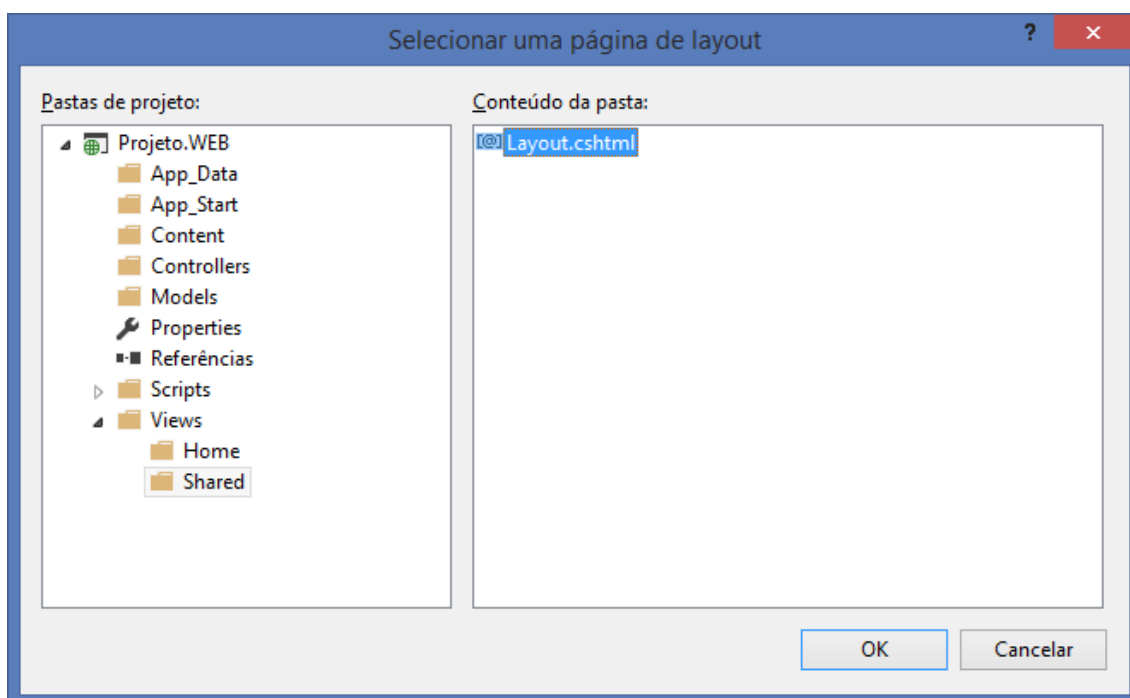 Selecionar uma página de layout
?
×
Pastas de projeto:
Conteúdo da pasta:
Projeto.WEB
App_Data
App_Start
Content
Controllers
Models
Properties
Referências
Scripts
Views
Home
Shared
[@] Layout.cshtml
OK
Cancelar